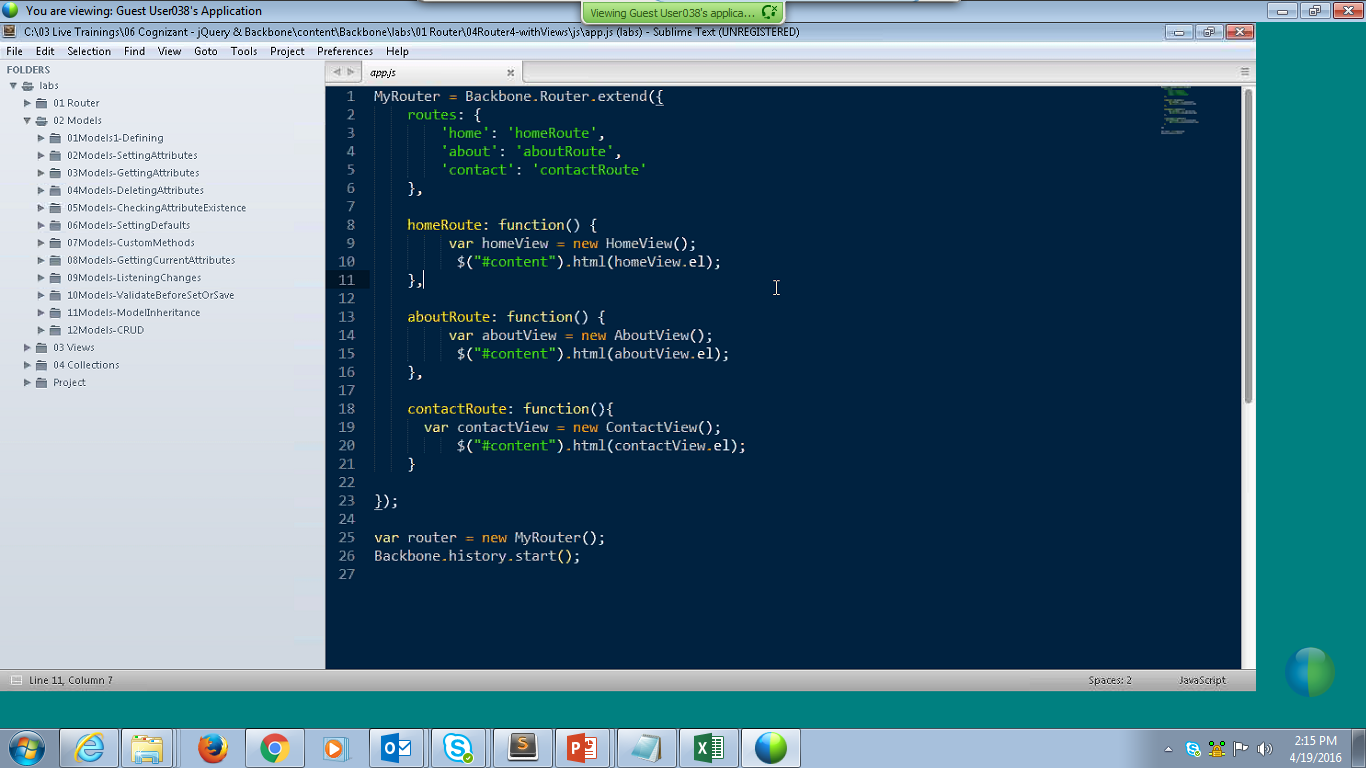 You are viewing: Guest User038's Application
Viewing Guest User038's applica...
C:\03 Live Trainings\06 Cognizant - jQuery & Backbone\content\Backbone\labs\01 Router\04Router4-withViews\js\app.js (labs) - Sublime Text (UNREGISTERED)
File Edit Selection Find View Goto Tools Project Preferences Help
FOLDERS
labs
01 Router
02 Models
01Models1-Defining
02Models-SettingAttributes
03Models-GettingAttributes
04Models-DeletingAttributes
05Models-CheckingAttributeExistence
06Models-SettingDefaults
07Models-CustomMethods
08Models-GettingCurrentAttributes
09Models-ListeningChanges
10Models-ValidateBeforeSetOrSave
11Models-ModelInheritance
12Models-CRUD
03 Views
04 Collections
Project
app.js
1 MyRouter = Backbone.Router.extend({
2 routes: {
3 'home': 'homeRoute',
4 'about': 'aboutRoute',
5 'contact': 'contactRoute'
6 },
7
8 homeRoute: function() {
9 var homeView = new HomeView();
10 $("#content").html(homeView.el);
11 },
12
13 aboutRoute: function() {
14 var aboutView = new AboutView();
15 $("#content").html(aboutView.el);
16 },
17
18 contactRoute: function(){
19 var contactView = new ContactView();
20 $("#content").html(contactView.el);
21 }
22
23 });
24
25 var router = new MyRouter();
26 Backbone.history.start();
27
Line 11, Column 7
Spaces: 2
JavaScript
2:15 PM
4/19/2016